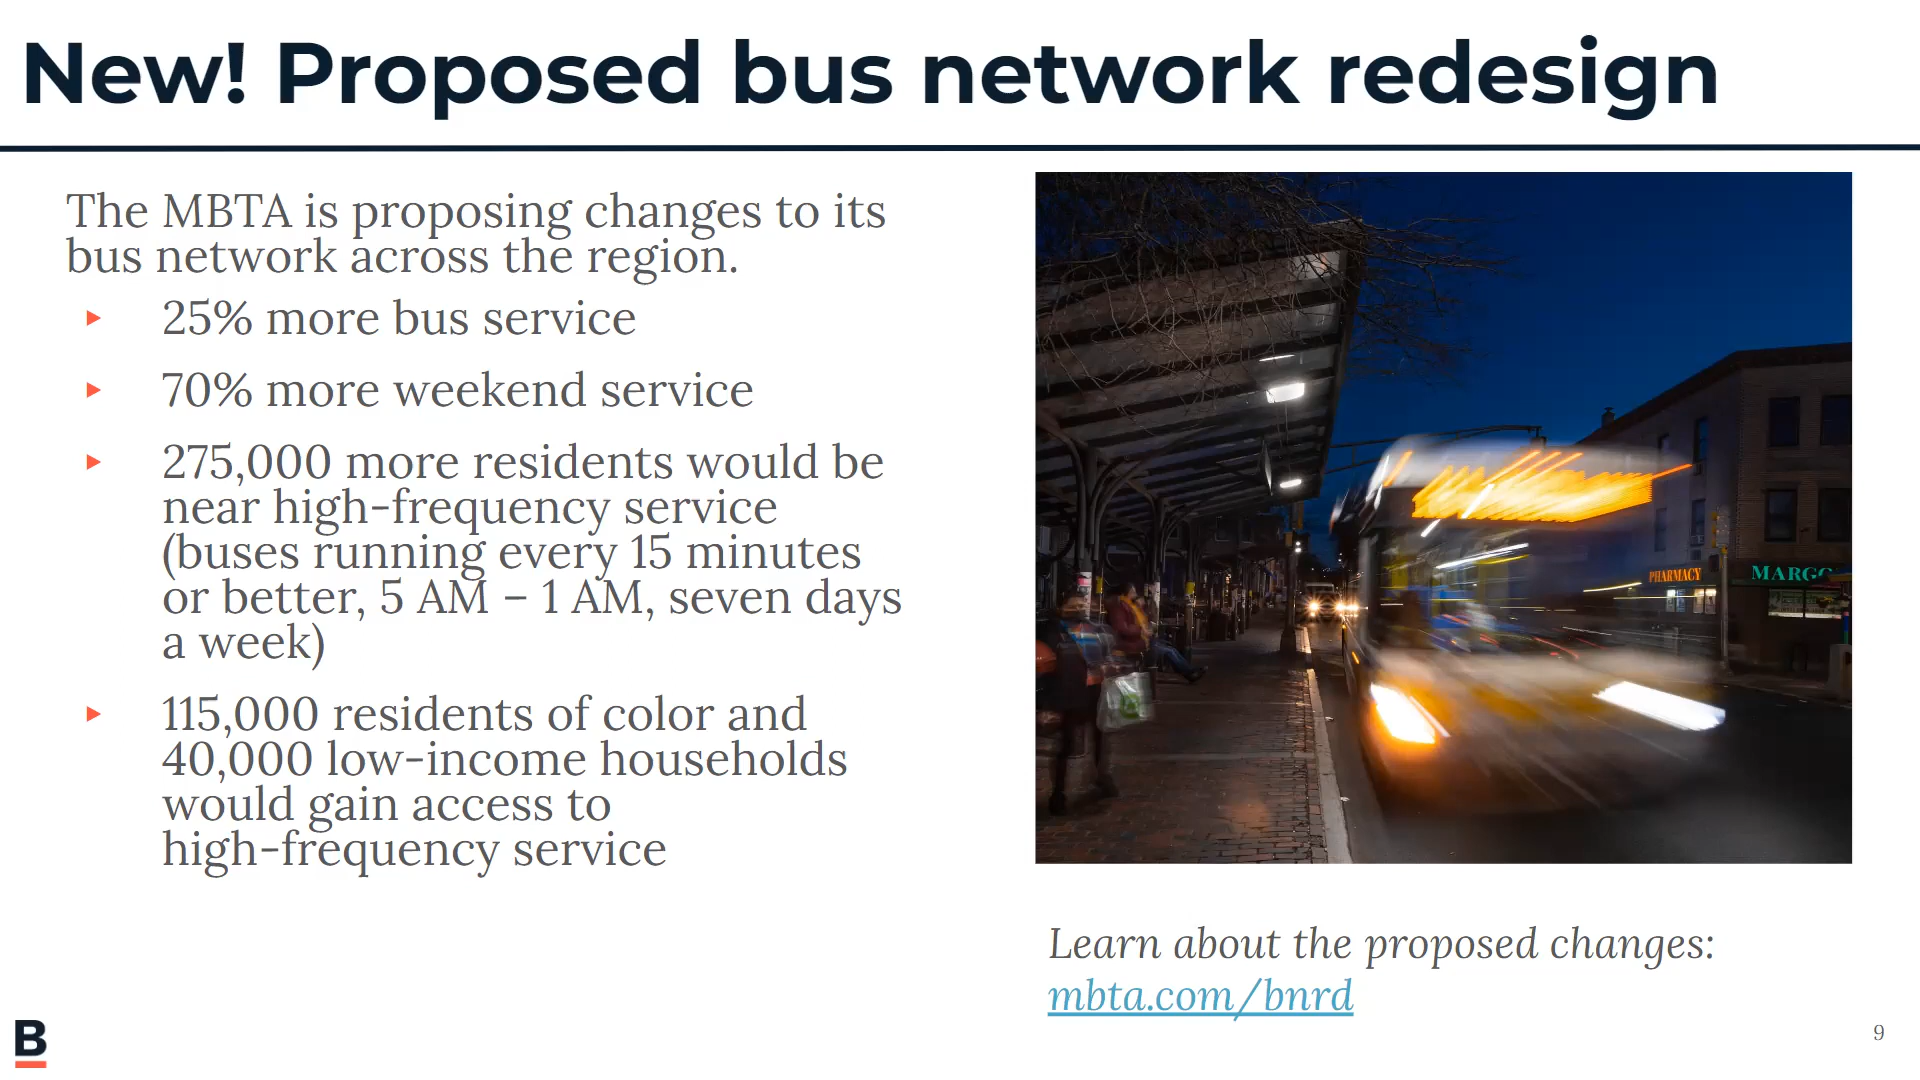 New! Proposed bus network redesign
The MBTA is proposing changes to its
bus network across the region.
25% more bus service
70% more weekend service
275,000 more residents would be
near high-frequency service
(buses running every 15 minutes
or better, 5 AM – 1 AM, seven days
a week)
115,000 residents of color and
40,000 low-income households
would gain access to
high-frequency service
PHARMACY
Learn about the proposed changes:
mbta.com/bnrd
B
9